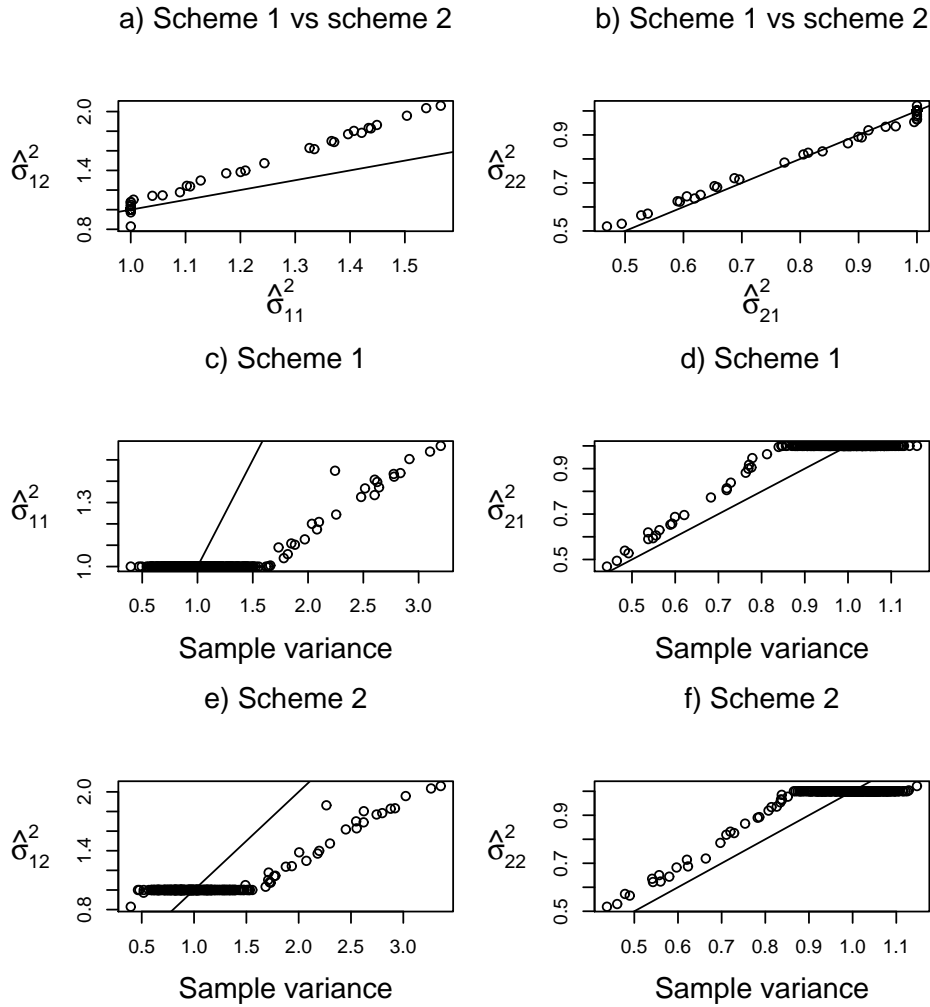 a) Scheme 1 vs scheme 2
b) Scheme 1 vs scheme 2
σ̂²₁₂
0.8 1.4 2.0
1.0 1.1 1.2 1.3 1.4 1.5
σ̂²₁₁
σ̂²₂₂
0.5 0.7 0.9
0.5 0.6 0.7 0.8 0.9 1.0
σ̂²₂₁
c) Scheme 1
d) Scheme 1
σ̂²₁₁
1.0 1.3
0.5 1.0 1.5 2.0 2.5 3.0
Sample variance
σ̂²₂₁
0.5 0.7 0.9
0.5 0.6 0.7 0.8 0.9 1.0 1.1
Sample variance
e) Scheme 2
f) Scheme 2
σ̂²₁₂
0.8 1.4 2.0
0.5 1.0 1.5 2.0 2.5 3.0
Sample variance
σ̂²₂₂
0.5 0.7 0.9
0.5 0.6 0.7 0.8 0.9 1.0 1.1
Sample variance